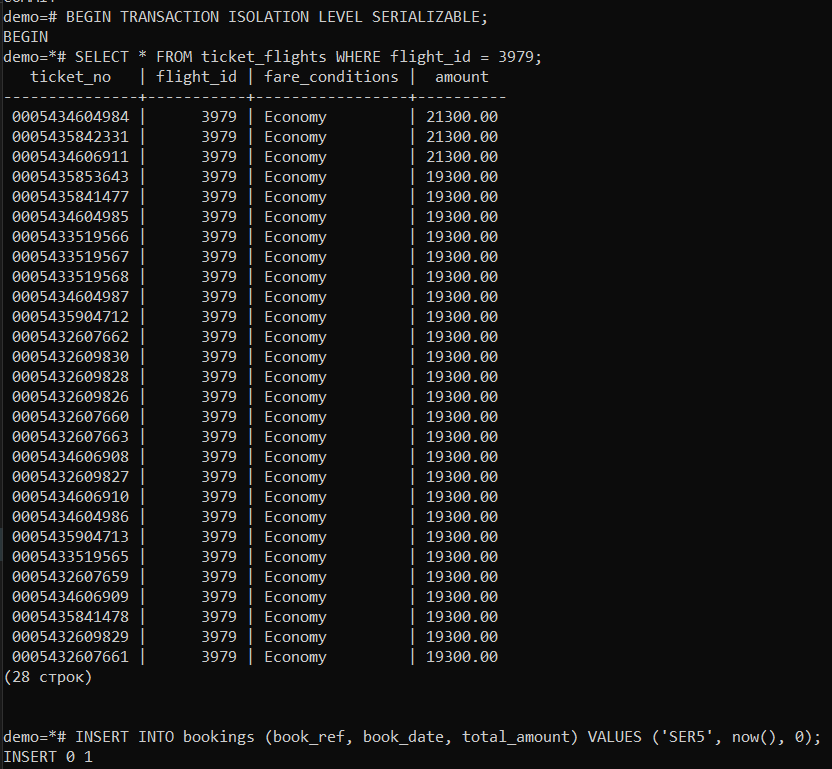 COMMIT
demo=# BEGIN TRANSACTION ISOLATION LEVEL SERIALIZABLE;
BEGIN
demo=*# SELECT * FROM ticket_flights WHERE flight_id = 3979;
   ticket_no   | flight_id | fare_conditions |  amount
---------------+-----------+-----------------+----------
 0005434604984 |      3979 | Economy         | 21300.00
 0005435842331 |      3979 | Economy         | 21300.00
 0005434606911 |      3979 | Economy         | 21300.00
 0005435853643 |      3979 | Economy         | 19300.00
 0005435841477 |      3979 | Economy         | 19300.00
 0005434604985 |      3979 | Economy         | 19300.00
 0005433519566 |      3979 | Economy         | 19300.00
 0005433519567 |      3979 | Economy         | 19300.00
 0005433519568 |      3979 | Economy         | 19300.00
 0005434604987 |      3979 | Economy         | 19300.00
 0005435904712 |      3979 | Economy         | 19300.00
 0005432607662 |      3979 | Economy         | 19300.00
 0005432609830 |      3979 | Economy         | 19300.00
 0005432609828 |      3979 | Economy         | 19300.00
 0005432609826 |      3979 | Economy         | 19300.00
 0005432607660 |      3979 | Economy         | 19300.00
 0005432607663 |      3979 | Economy         | 19300.00
 0005434606908 |      3979 | Economy         | 19300.00
 0005432609827 |      3979 | Economy         | 19300.00
 0005434606910 |      3979 | Economy         | 19300.00
 0005434604986 |      3979 | Economy         | 19300.00
 0005435904713 |      3979 | Economy         | 19300.00
 0005433519565 |      3979 | Economy         | 19300.00
 0005432607659 |      3979 | Economy         | 19300.00
 0005434606909 |      3979 | Economy         | 19300.00
 0005435841478 |      3979 | Economy         | 19300.00
 0005432609829 |      3979 | Economy         | 19300.00
 0005432607661 |      3979 | Economy         | 19300.00
(28 строк)
demo=*# INSERT INTO bookings (book_ref, book_date, total_amount) VALUES ('SER5', now(), 0);
INSERT 0 1